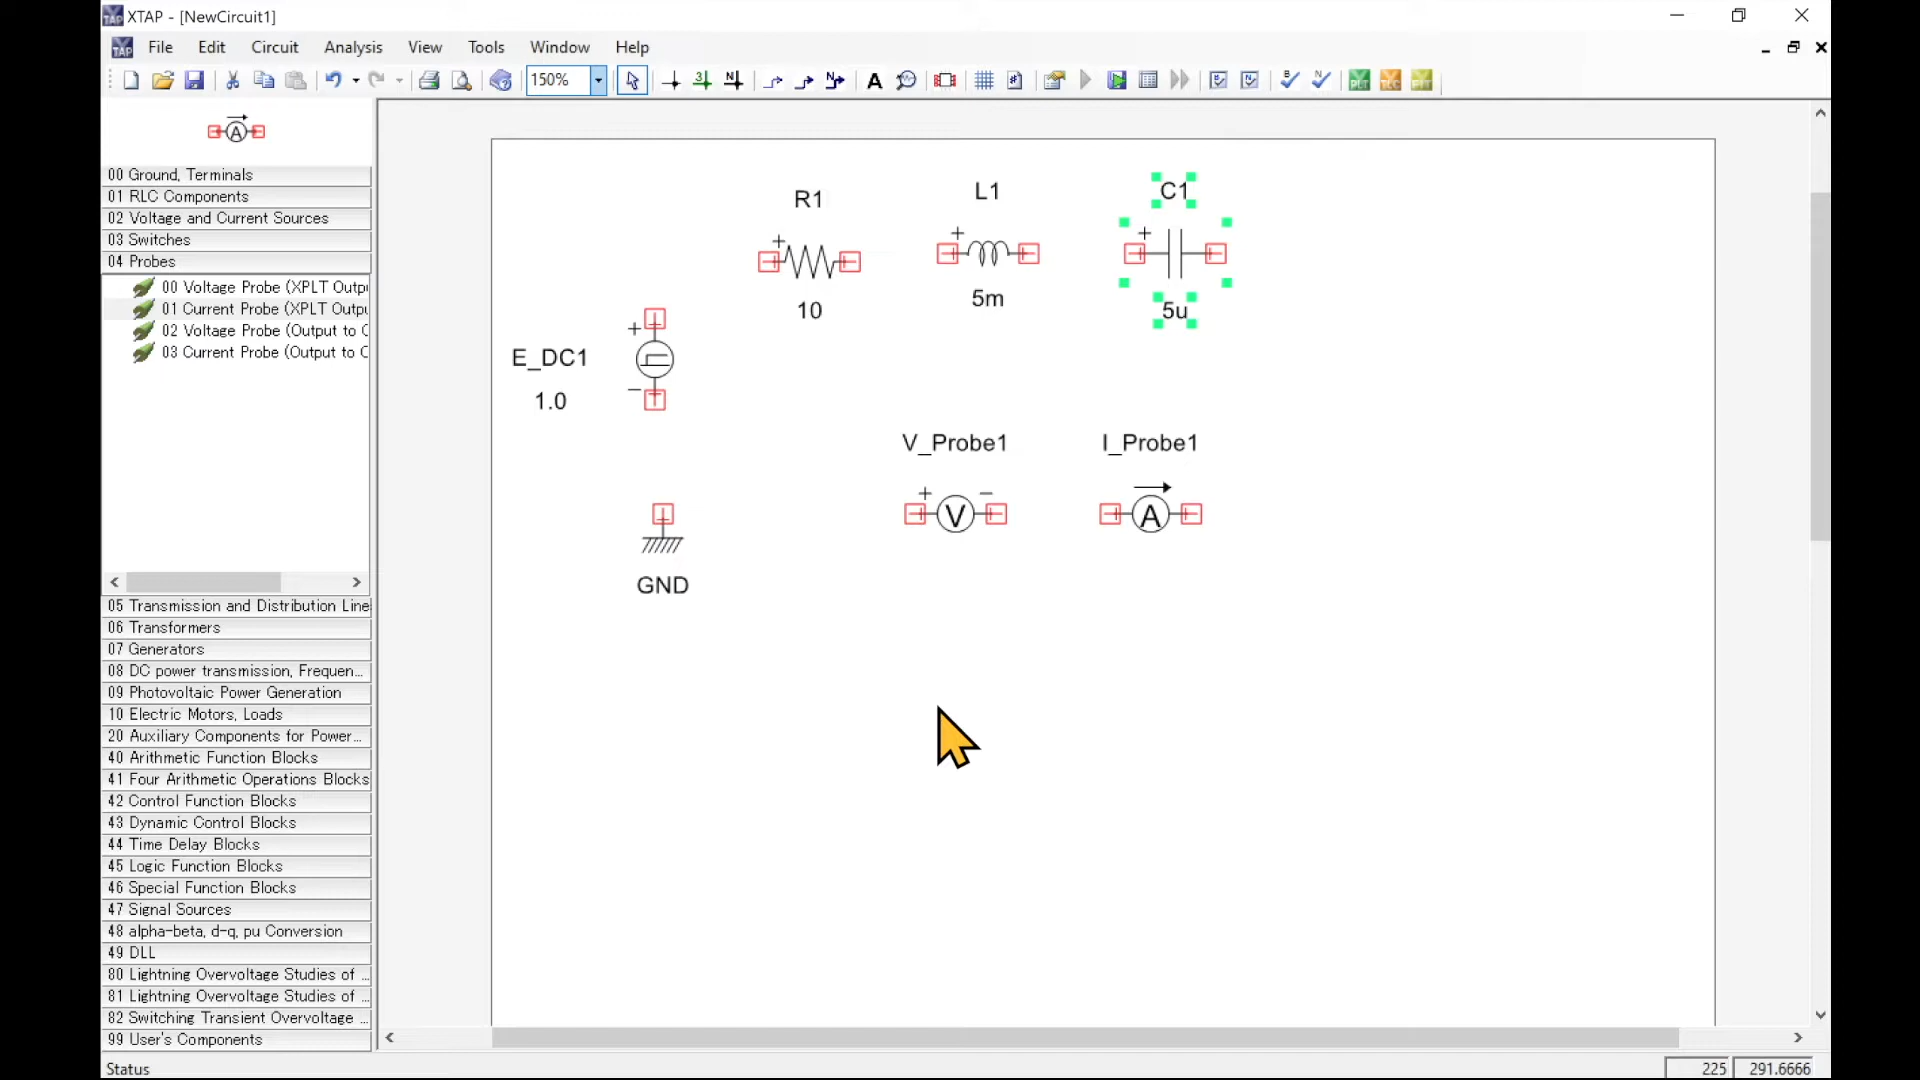 XTAP - [NewCircuit1]
File Edit Circuit Analysis View Tools Window Help
150%
00 Ground, Terminals
01 RLC Components
02 Voltage and Current Sources
03 Switches
04 Probes
00 Voltage Probe (XPLT Outpu
01 Current Probe (XPLT Outpu
02 Voltage Probe (Output to C
03 Current Probe (Output to C
05 Transmission and Distribution Line
06 Transformers
07 Generators
08 DC power transmission, Frequen...
09 Photovoltaic Power Generation
10 Electric Motors, Loads
20 Auxiliary Components for Power...
40 Arithmetic Function Blocks
41 Four Arithmetic Operations Blocks
42 Control Function Blocks
43 Dynamic Control Blocks
44 Time Delay Blocks
45 Logic Function Blocks
46 Special Function Blocks
47 Signal Sources
48 alpha-beta, d-q, pu Conversion
49 DLL
80 Lightning Overvoltage Studies of ...
81 Lightning Overvoltage Studies of ...
82 Switching Transient Overvoltage ...
99 User's Components
R1
10
L1
5m
C1
5u
E_DC1
1.0
V_Probe1
V
I_Probe1
A
GND
Status
225 291.6666